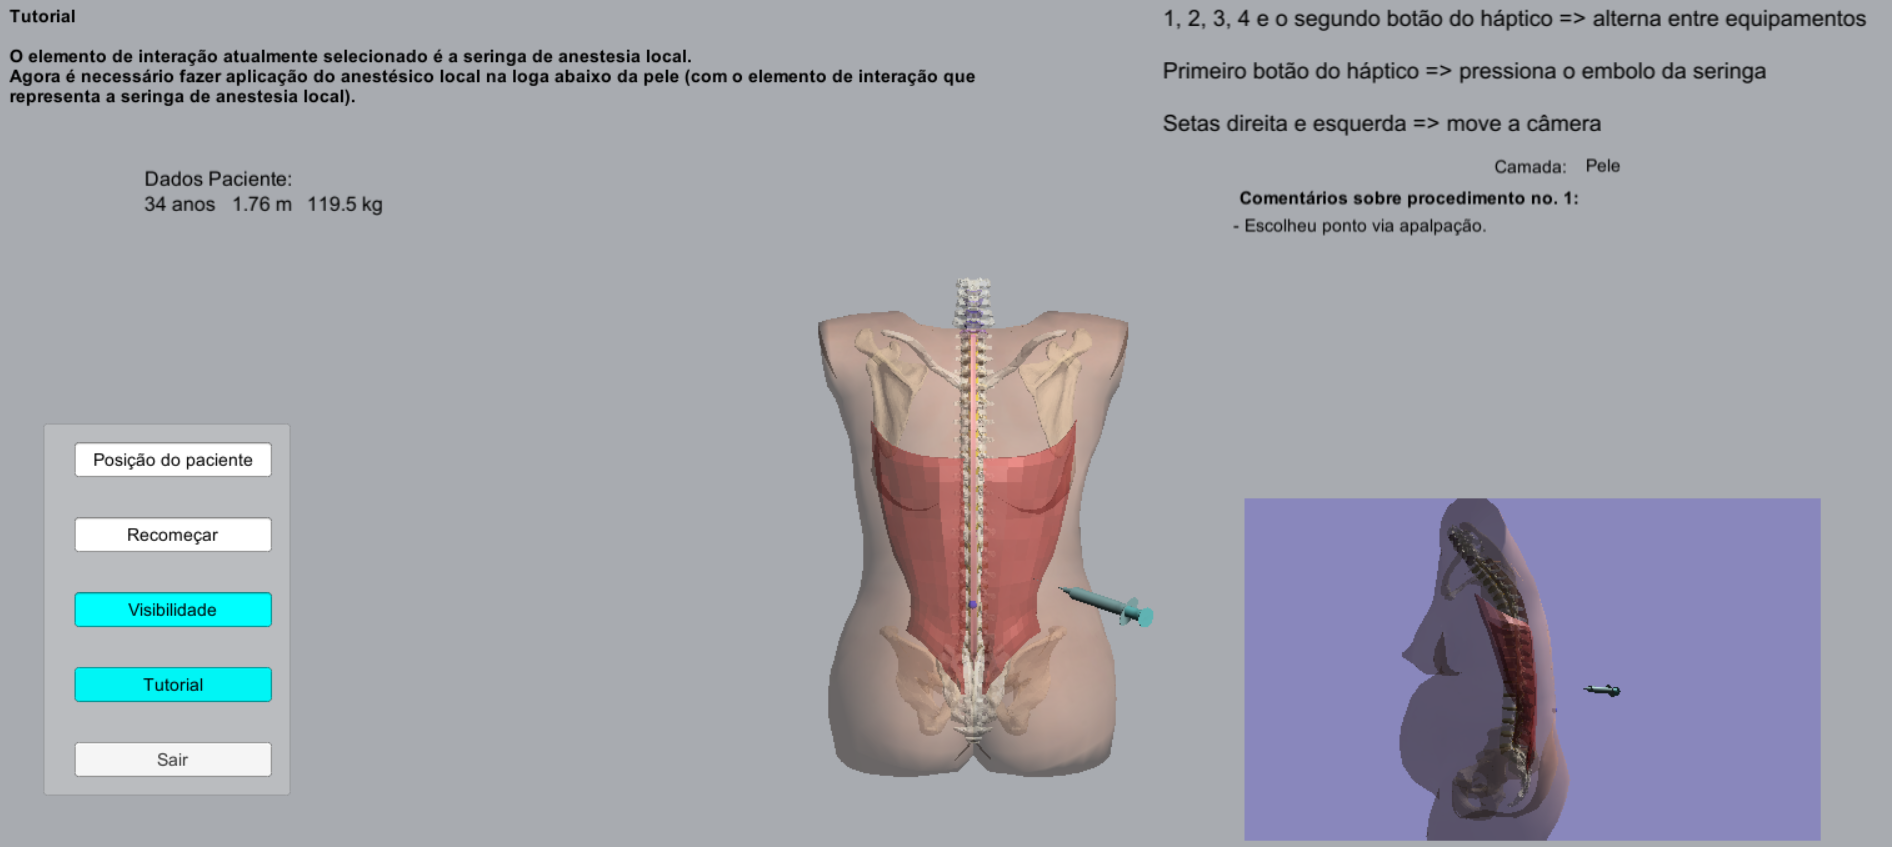 Tutorial
O elemento de interação atualmente selecionado é a seringa de anestesia local.
Agora é necessário fazer aplicação do anestésico local na loga abaixo da pele (com o elemento de interação que
representa a seringa de anestesia local).
1, 2, 3, 4 e o segundo botão do háptico => alterna entre equipamentos
Primeiro botão do háptico => pressiona o embolo da seringa
Setas direita e esquerda => move a câmera
Camada: Pele
Comentários sobre procedimento no. 1:
- Escolheu ponto via apalpação.
Dados Paciente:
34 anos 1.76 m 119.5 kg
Posição do paciente
Recomeçar
Visibilidade
Tutorial
Sair